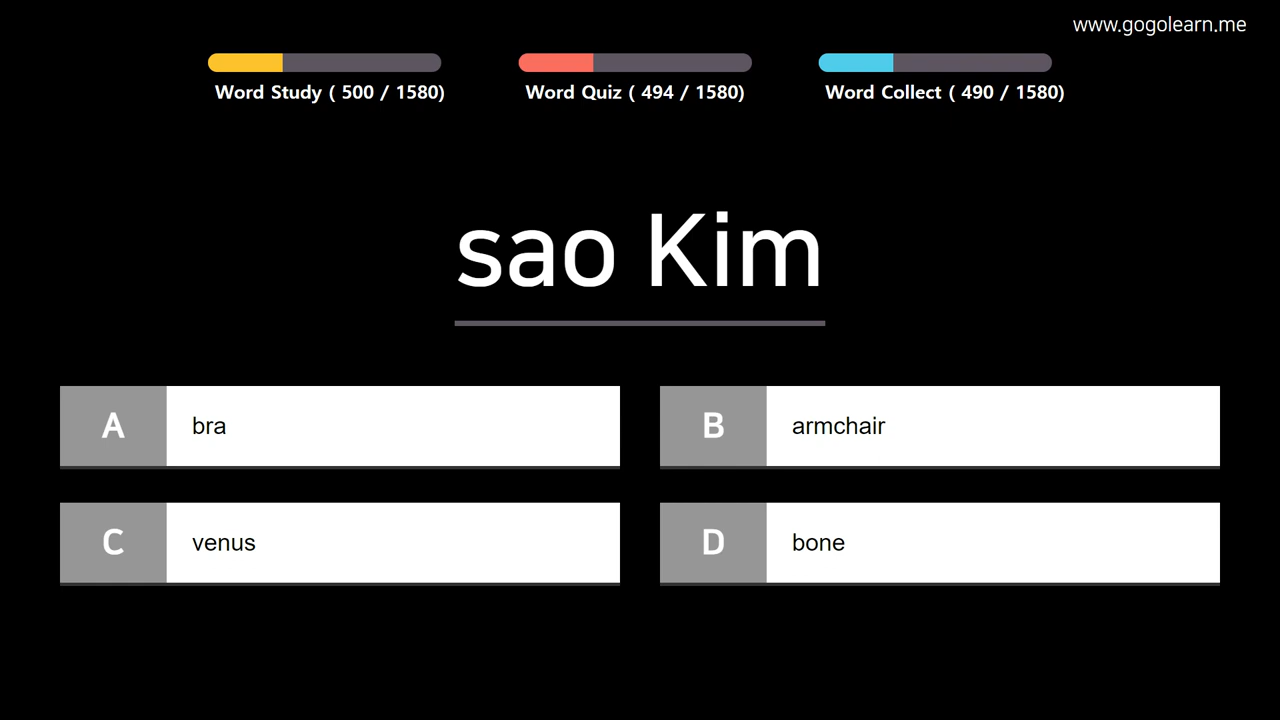 www.gogolearn.me
Word Study ( 500 / 1580)
Word Quiz ( 494 / 1580)
Word Collect ( 490 / 1580)
sao Kim
A bra
B armchair
C venus
D bone